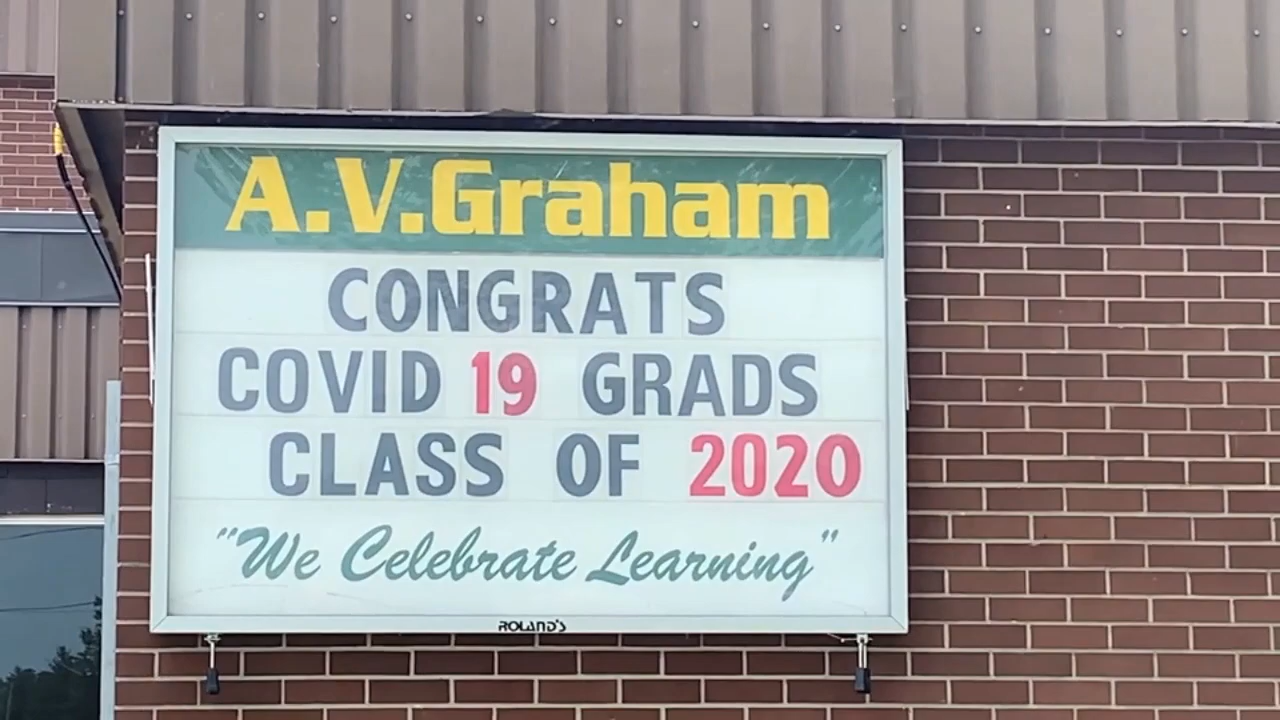 A.V.Graham
CONGRATS
COVID 19 GRADS
CLASS OF 2020
"We Celebrate Learning"
ROLAND'S